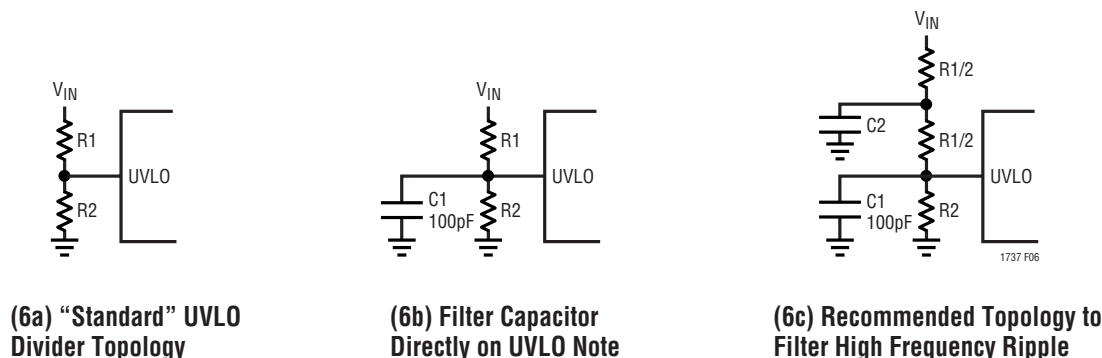 VIN
R1
UVLO
R2
(6a) “Standard” UVLO
Divider Topology
VIN
R1
UVLO
C1
100pF
R2
(6b) Filter Capacitor
Directly on UVLO Note
VIN
R1/2
C2
R1/2
UVLO
C1
100pF
R2
1737 F06
(6c) Recommended Topology to
Filter High Frequency Ripple